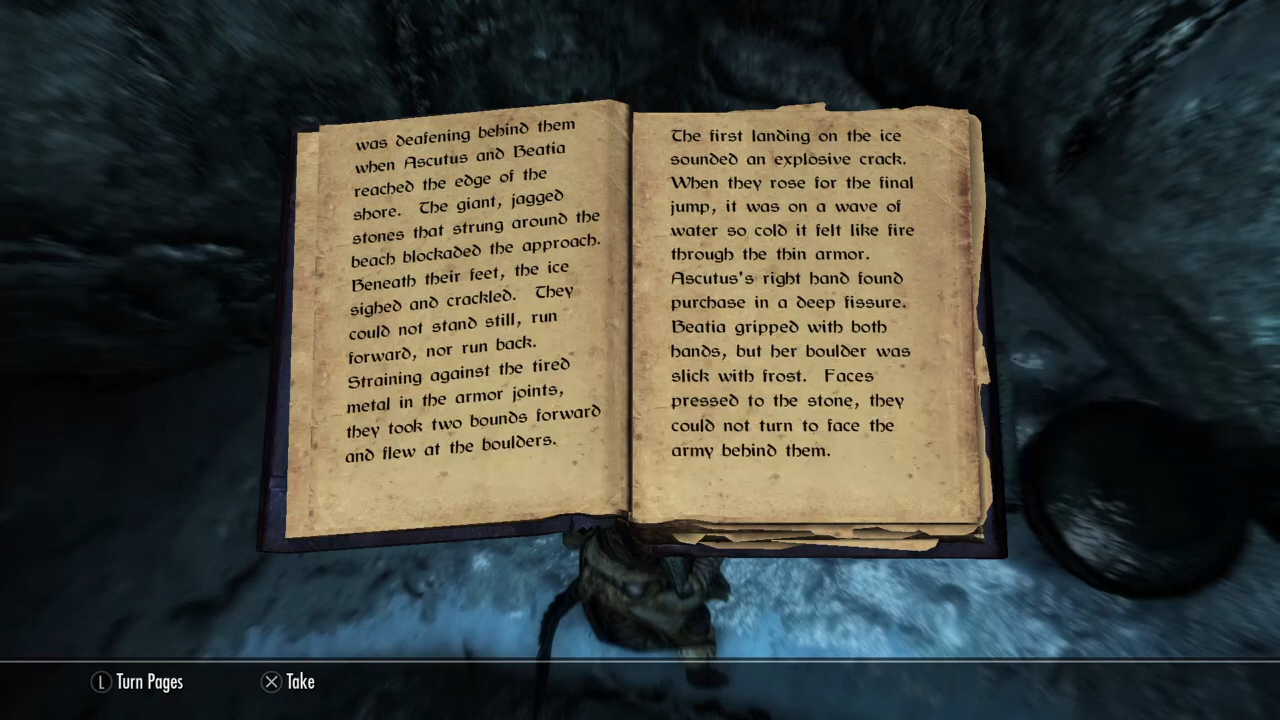 was deafening behind them
when Ascutus and Beatia
reached the edge of the
shore. The giant, jagged
stones that strung around the
beach blockaded the approach.
Beneath their feet, the ice
sighed and crackled. They
could not stand still, run
forward, nor run back.
Straining against the tired
metal in the armor joints,
they took two bounds forward
and flew at the boulders.
The first landing on the ice
sounded an explosive crack.
When they rose for the final
jump, it was on a wave of
water so cold it felt like fire
through the thin armor.
Ascutus's right hand found
purchase in a deep fissure.
Beatia gripped with both
hands, but her boulder was
slick with frost. Faces
pressed to the stone, they
could not turn to face the
army behind them.
L Turn Pages
X Take